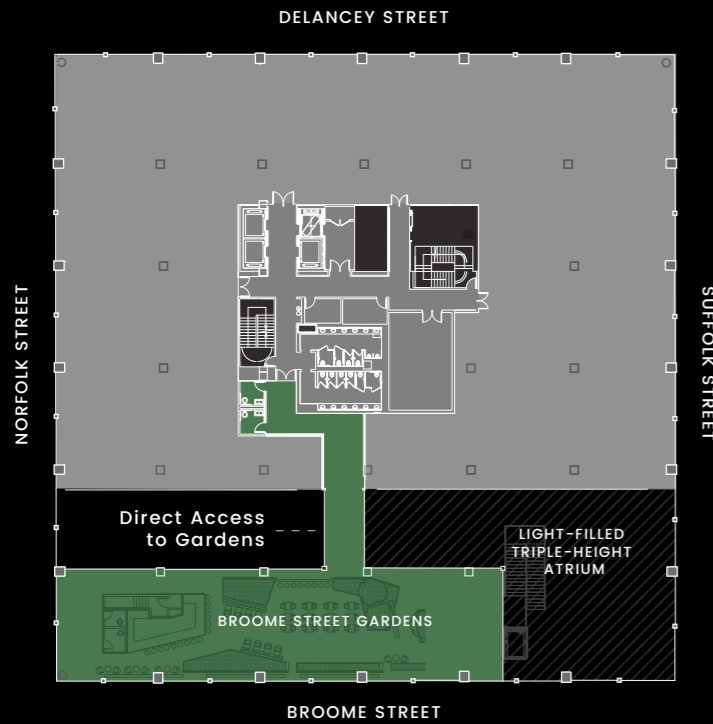 DELANCEY STREET
NORFOLK STREET
SUFFOLK STREET
Direct Access
to Gardens
LIGHT-FILLED
TRIPLE-HEIGHT
ATRIUM
BROOME STREET GARDENS
BROOME STREET